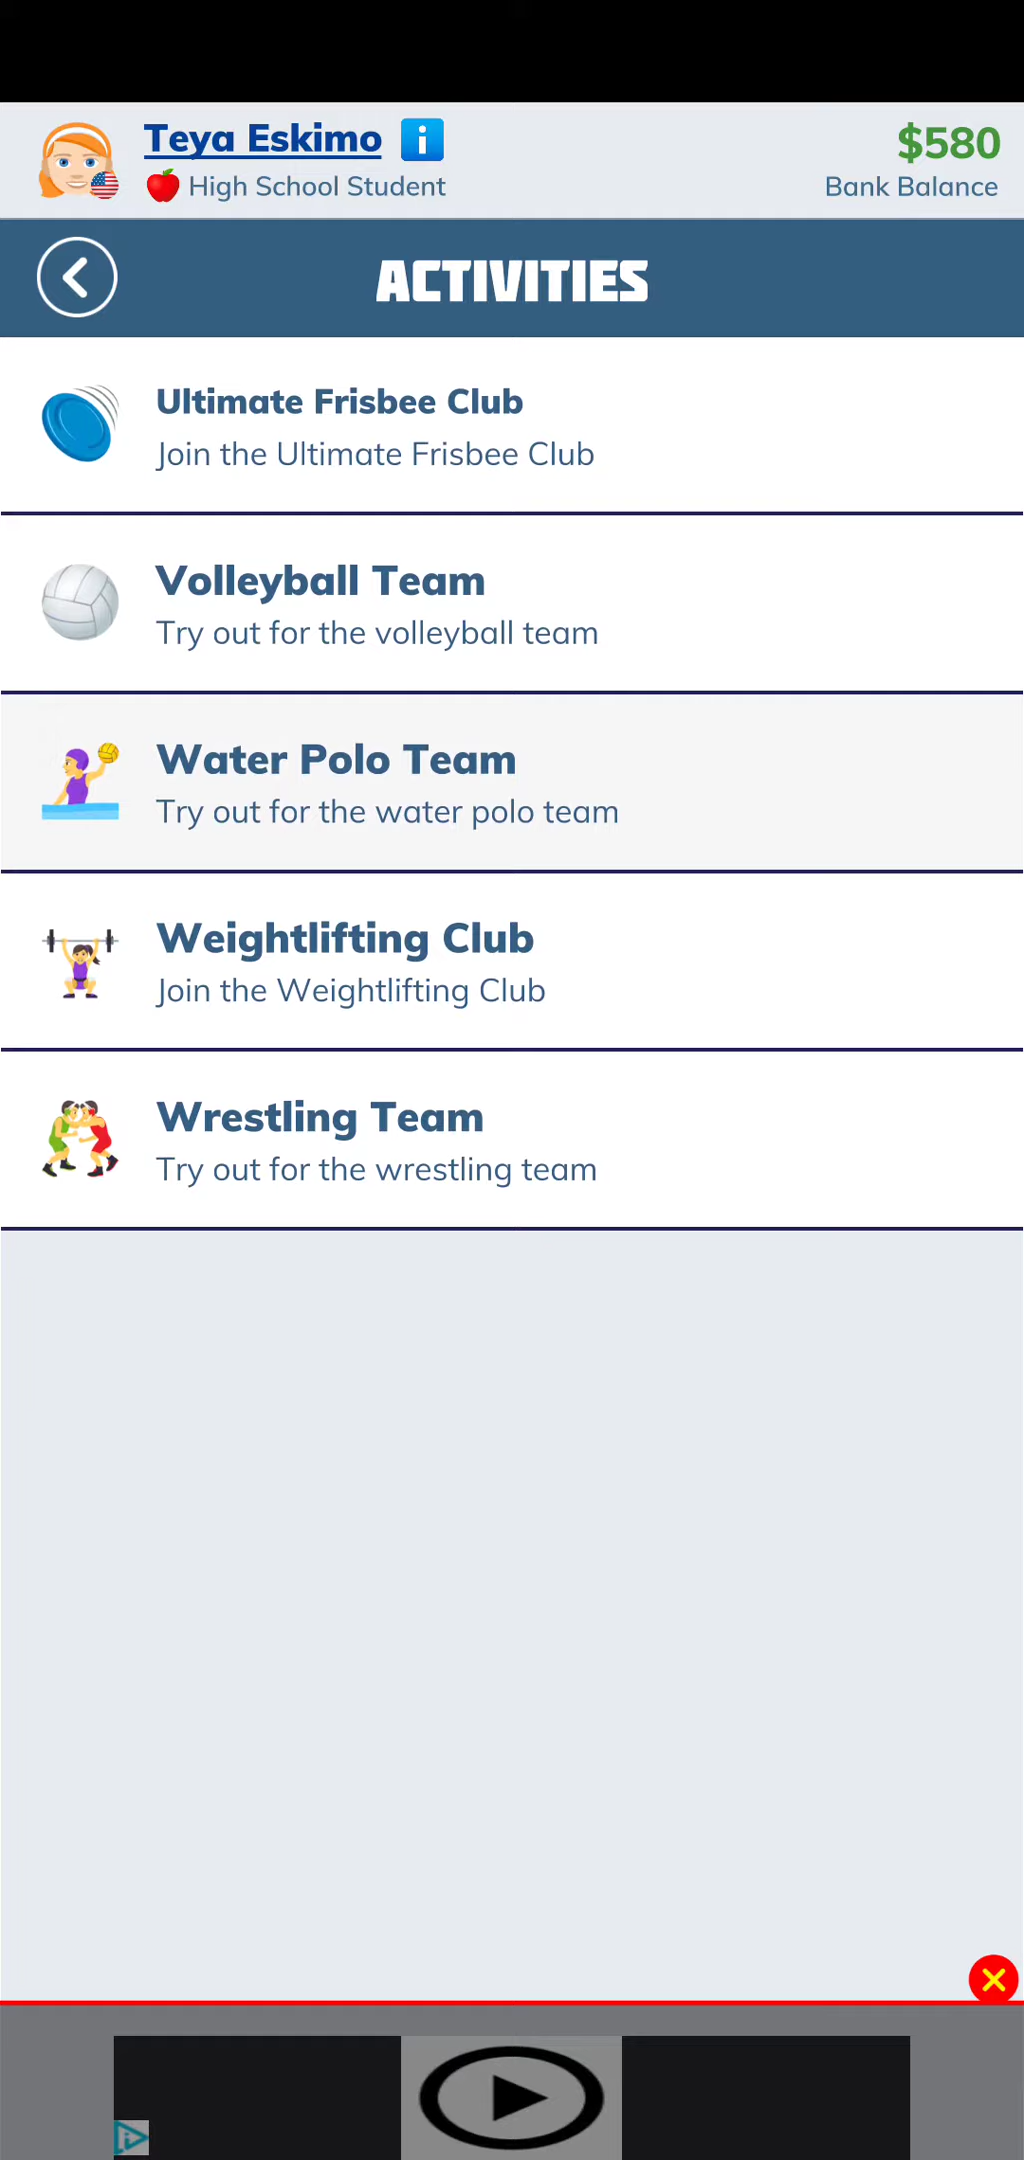 Teya Eskimo
High School Student
$580
Bank Balance
ACTIVITIES
Ultimate Frisbee Club
Join the Ultimate Frisbee Club
Volleyball Team
Try out for the volleyball team
Water Polo Team
Try out for the water polo team
Weightlifting Club
Join the Weightlifting Club
Wrestling Team
Try out for the wrestling team